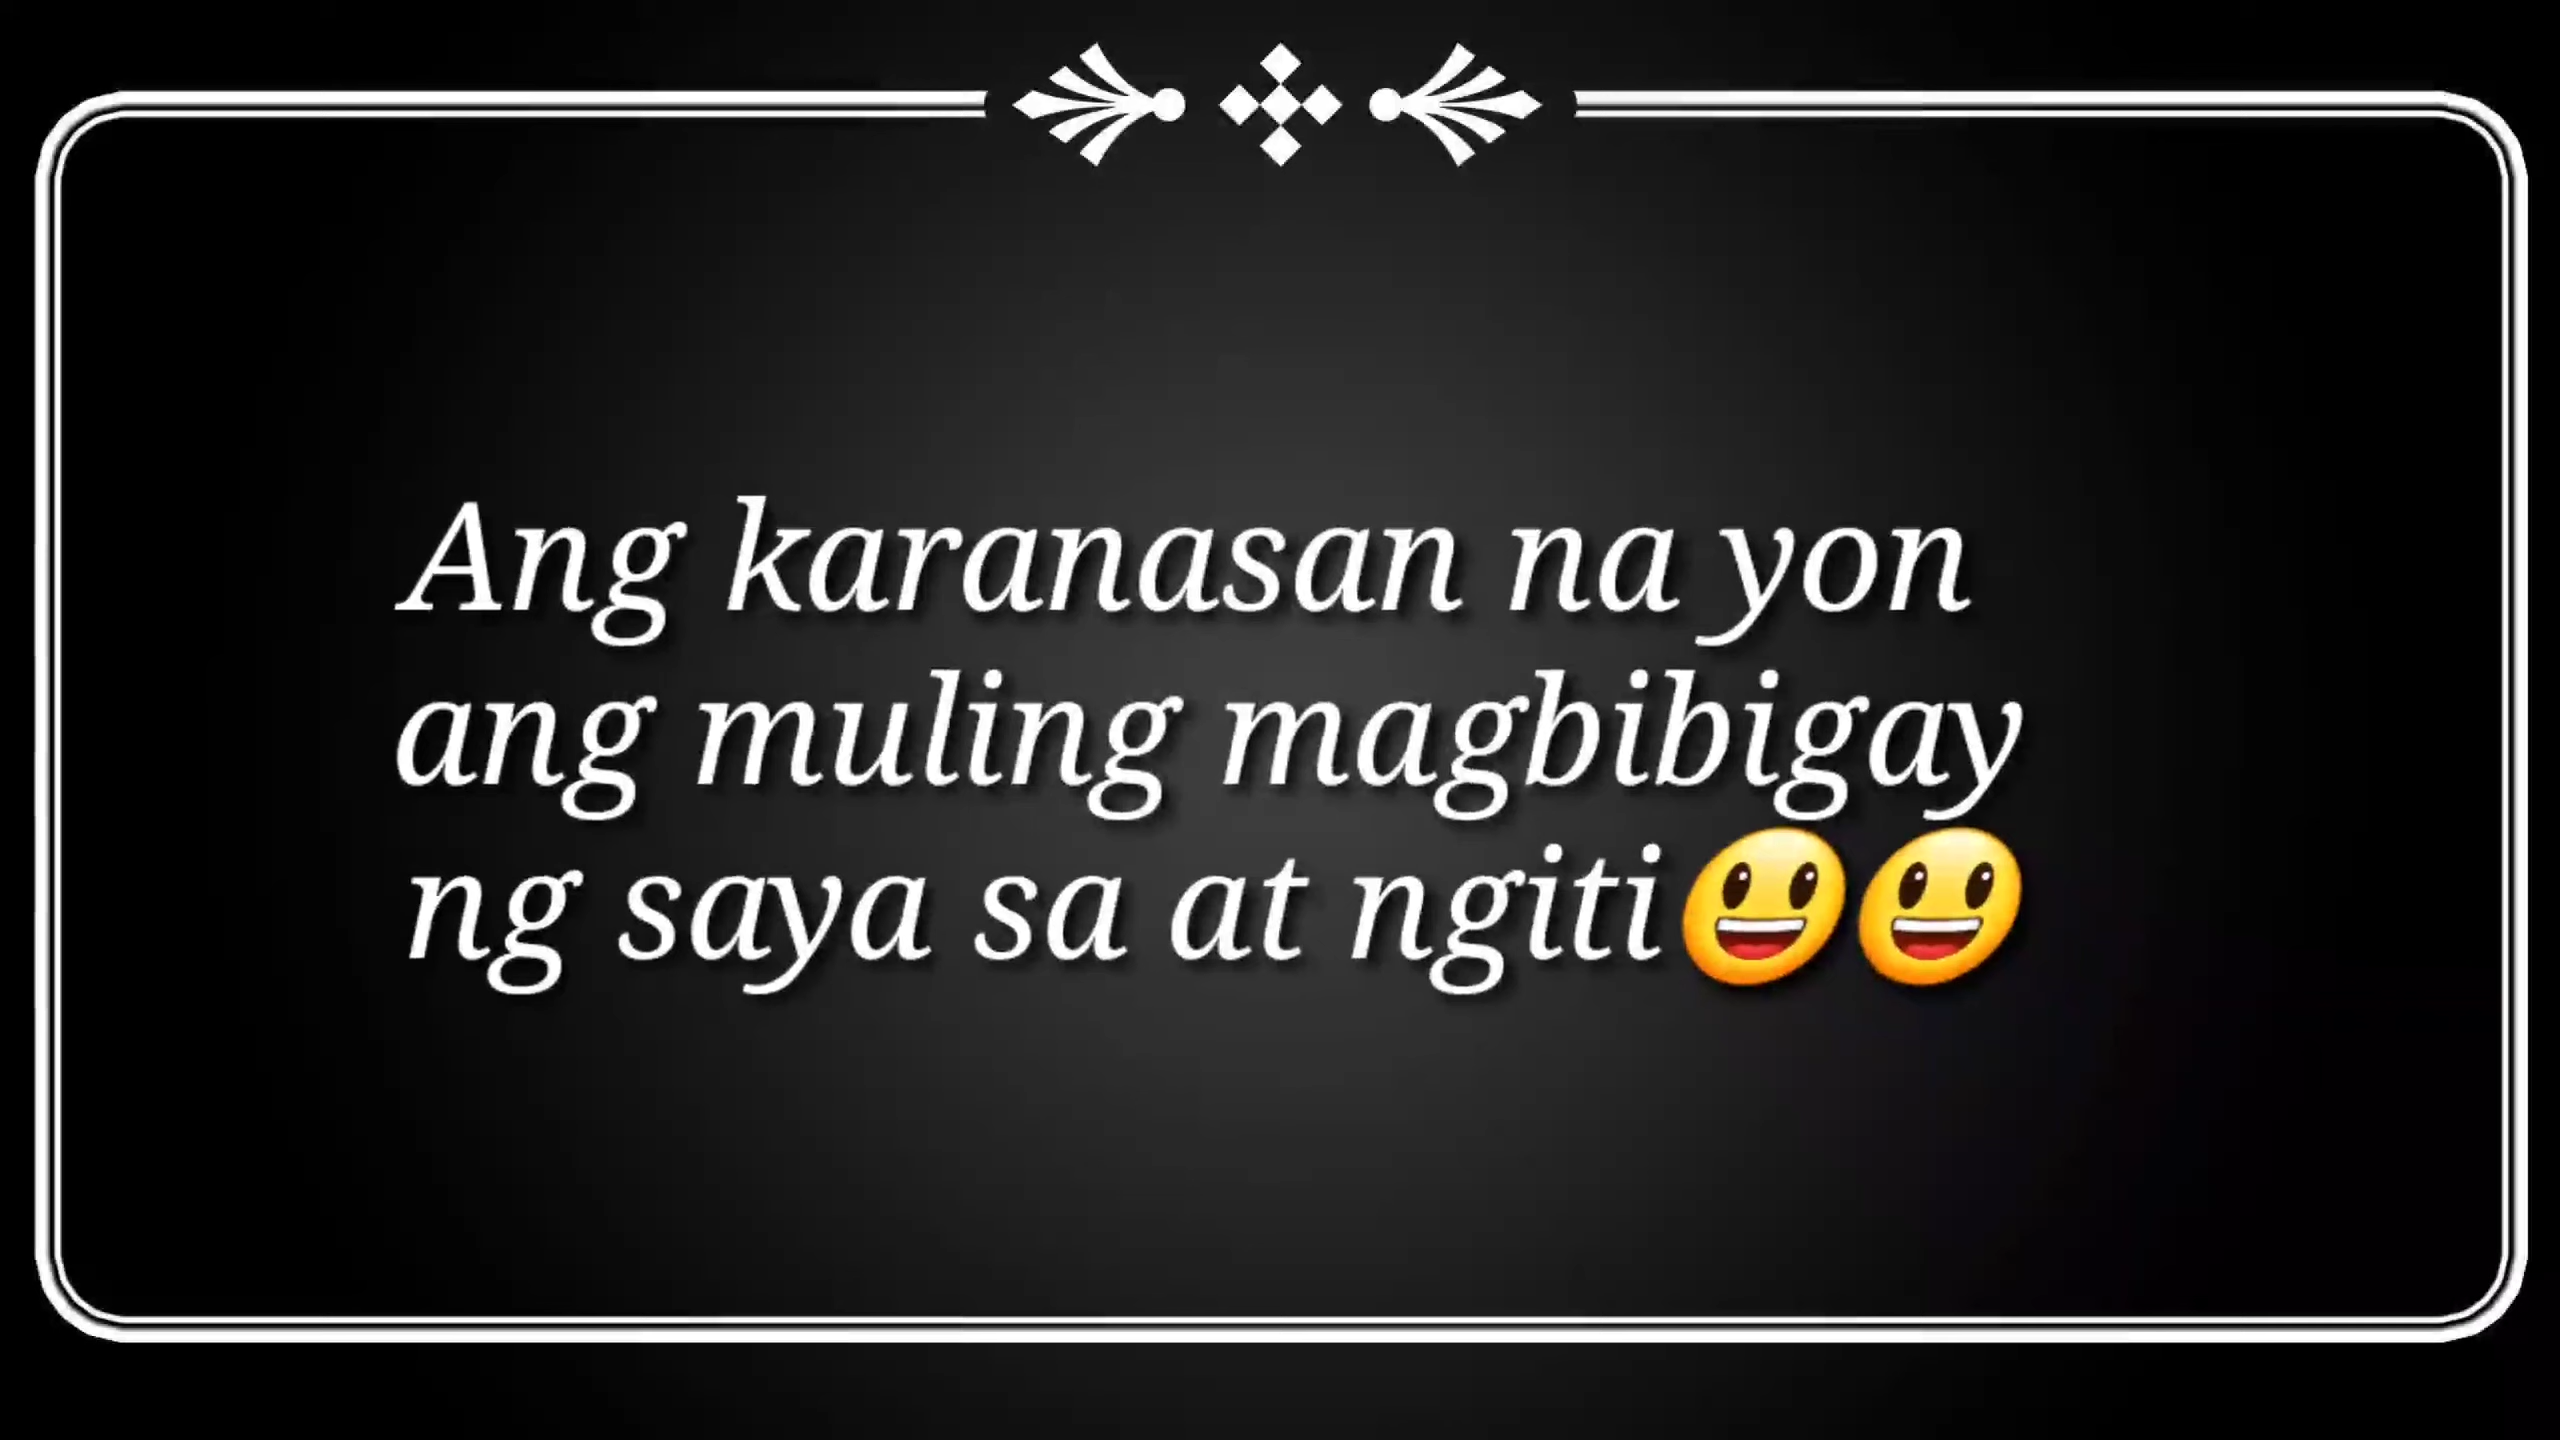 Ang karanasan na yon
ang muling magbibigay
ng saya sa at ngiti😃😃